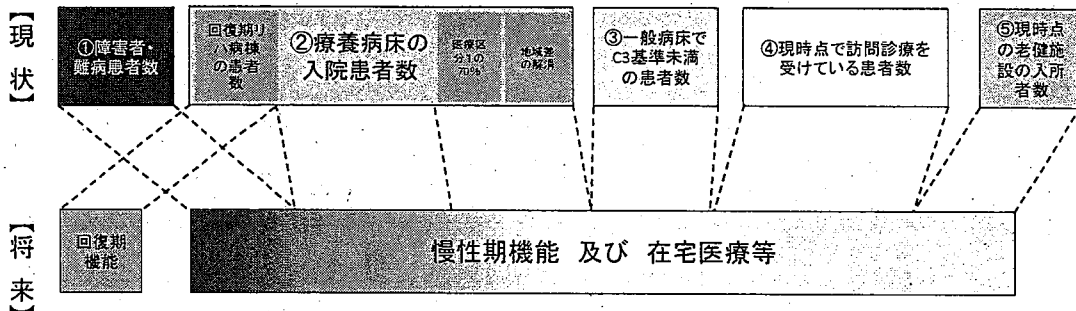 【現状】
①障害者・
難病患者数
回復期リ
ハ病棟
の患者
数
②療養病床の
入院患者数
医療区
分1の
70%
地域差
の解消
③一般病床で
C3基準未満
の患者数
④現時点で訪問診療を
受けている患者数
⑤現時点
の老健施
設の入所
者数
【将来】
回復期
機能
慢性期機能 及び 在宅医療等